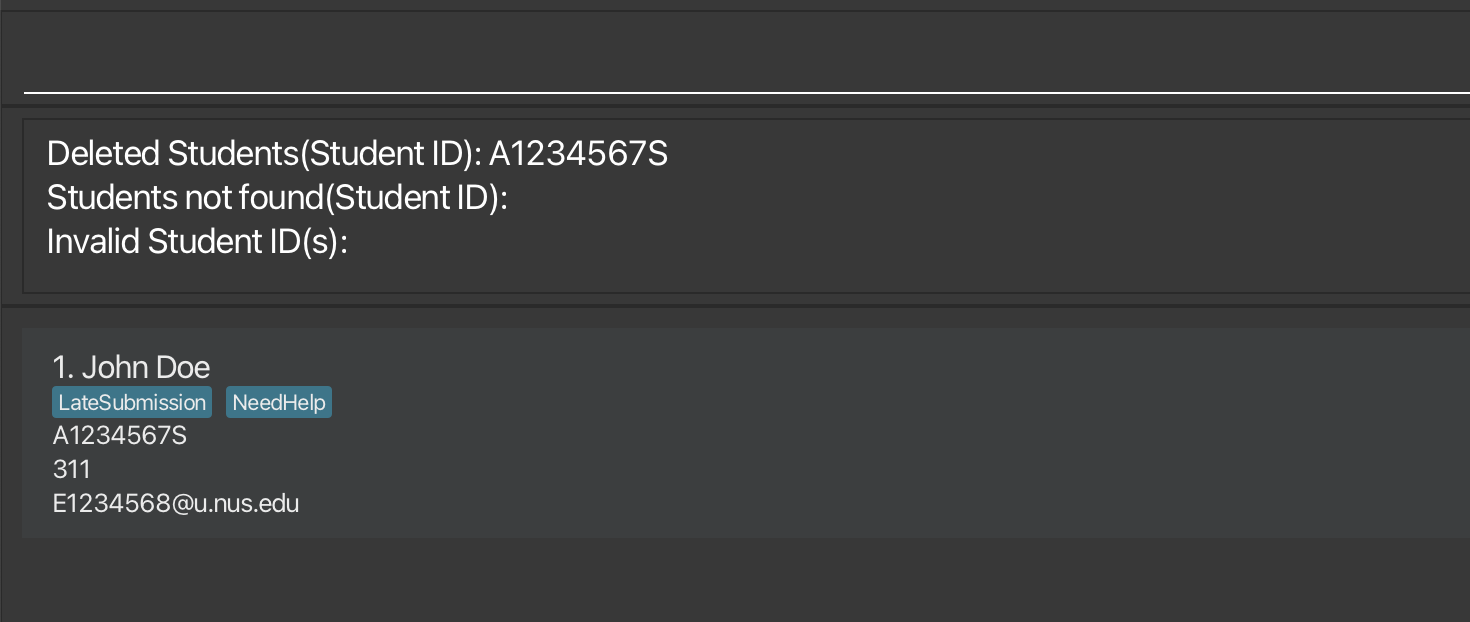 Deleted Students(Student ID): A1234567S
Students not found(Student ID):
Invalid Student ID(s):
1. John Doe
LateSubmission NeedHelp
A1234567S
311
E1234568@u.nus.edu